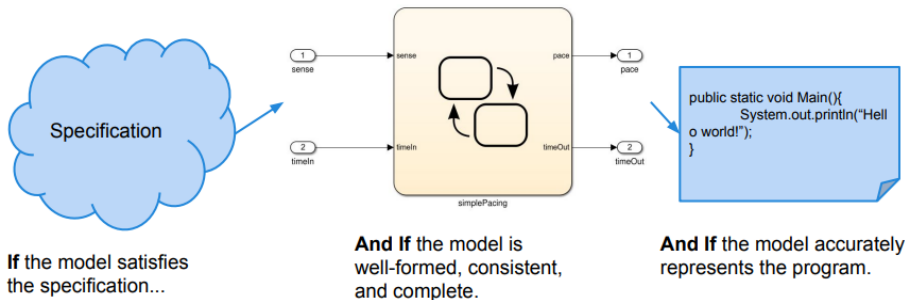 Specification
1
sense
2
timeIn
sense
timeIn
pace
timeOut
simplePacing
1
pace
2
timeOut
public static void Main(){
System.out.println("Hell
o world!");
}
If the model satisfies
the specification...
And If the model is
well-formed, consistent,
and complete.
And If the model accurately
represents the program.